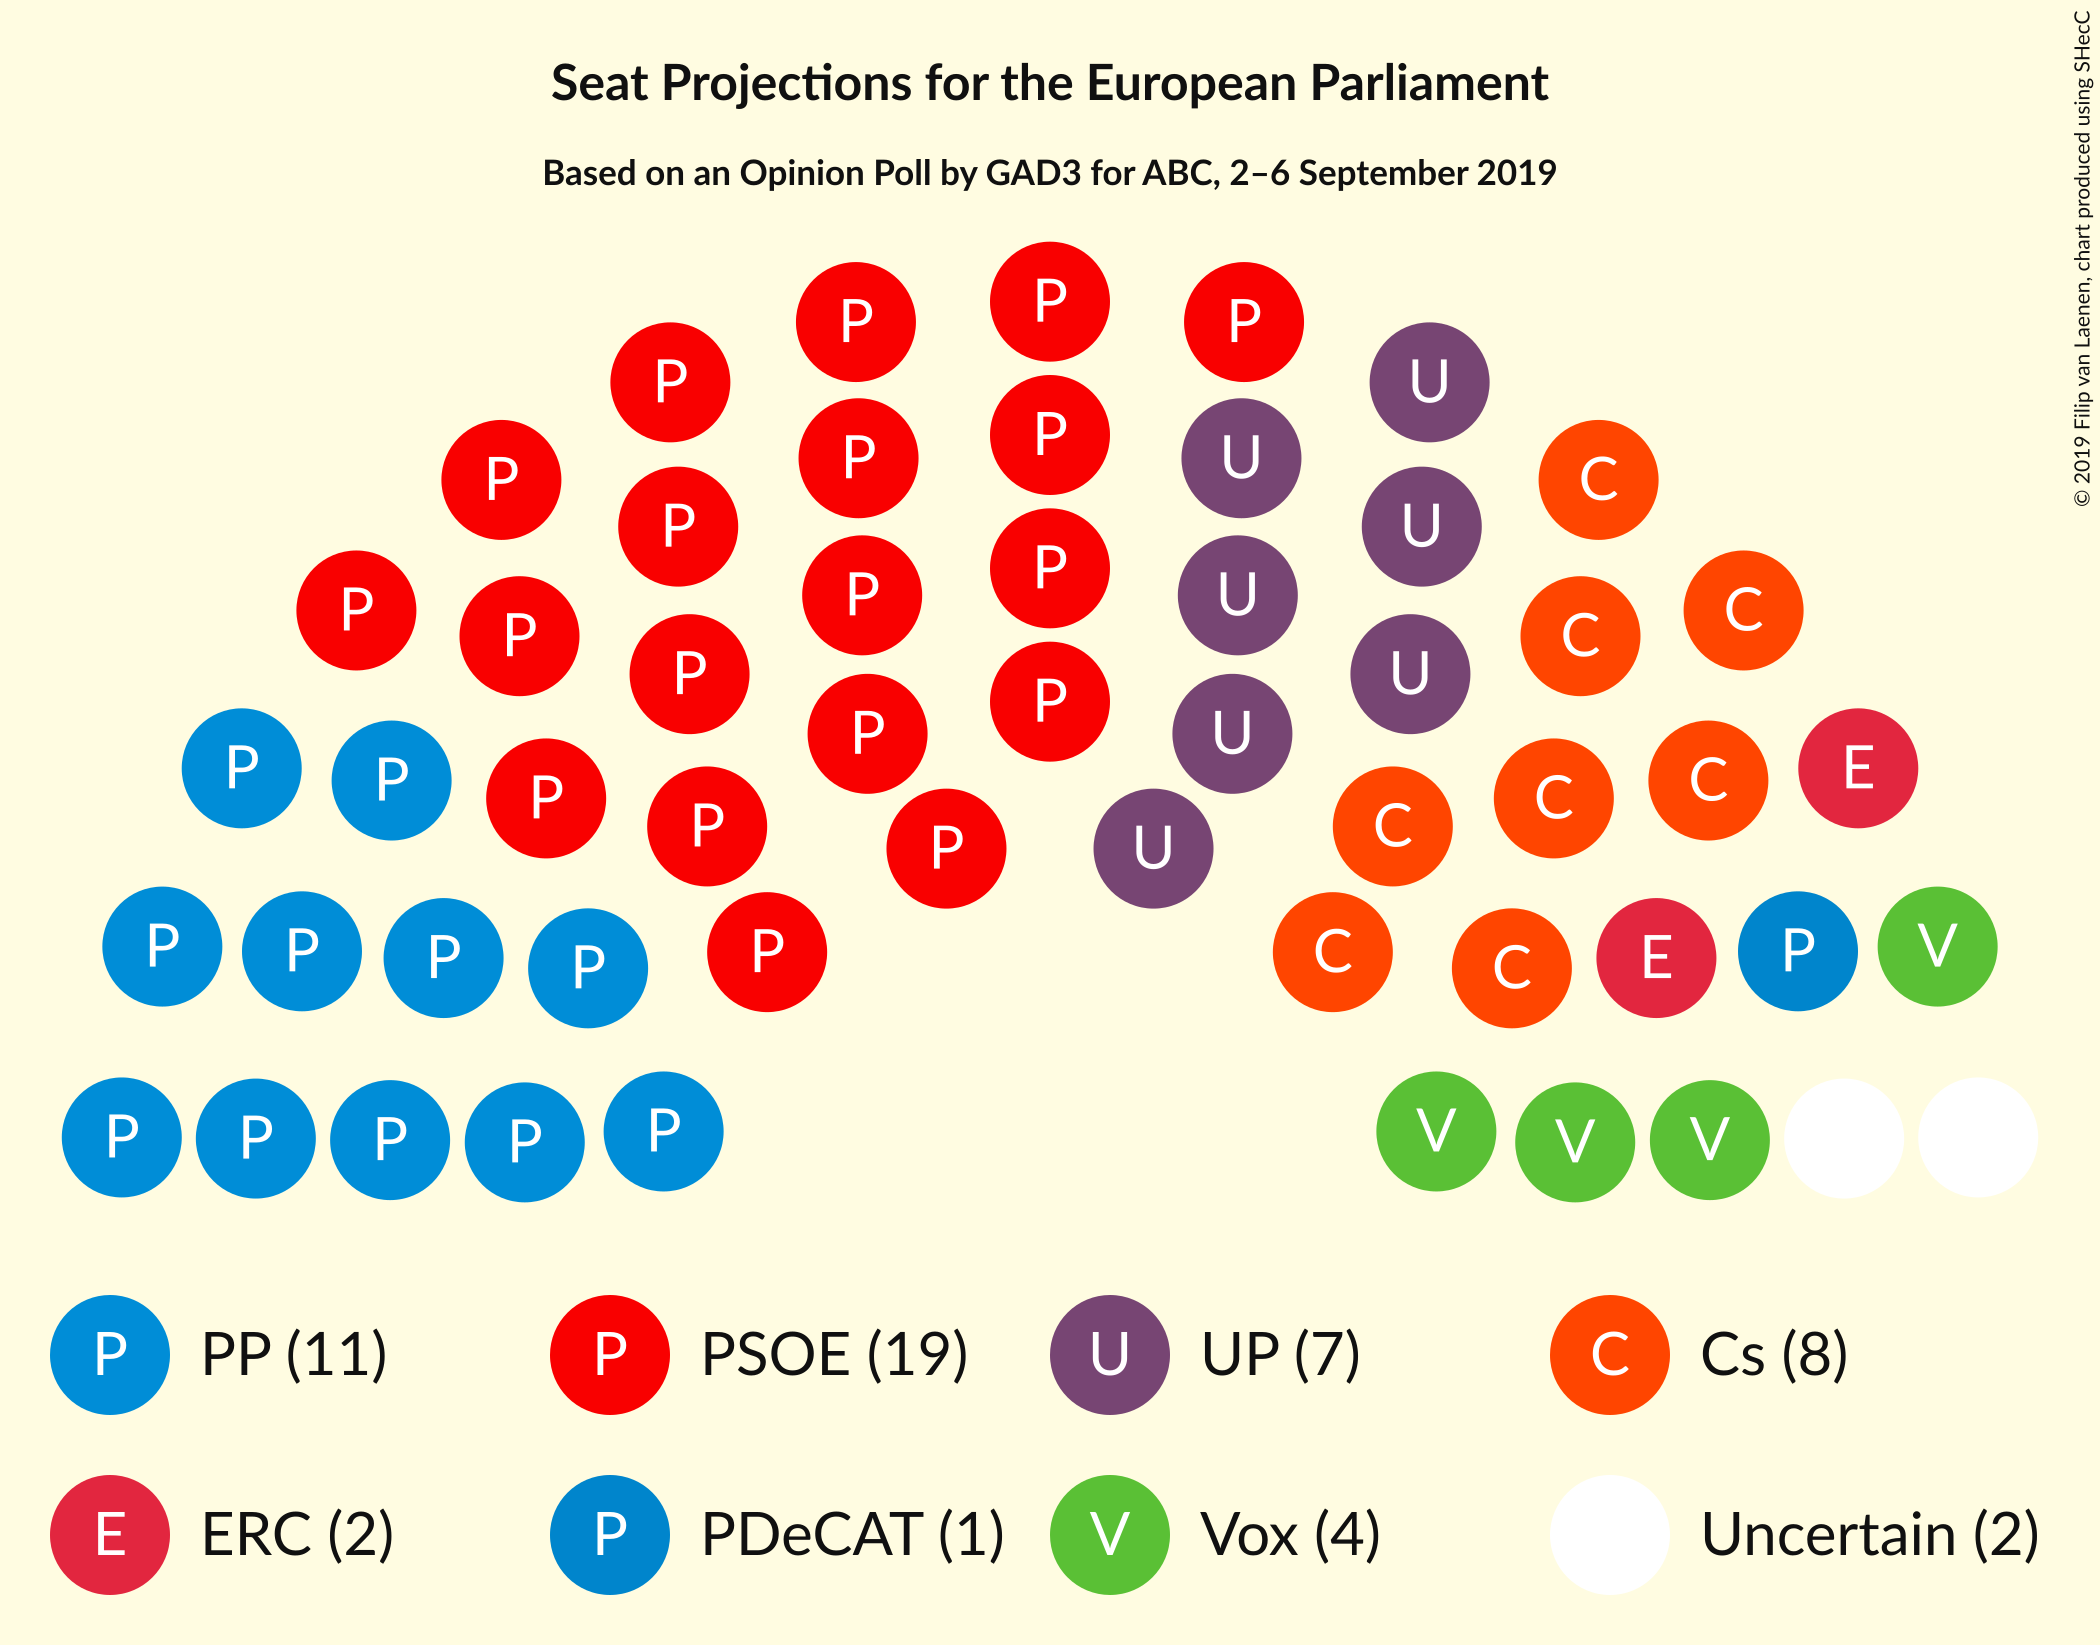 Seat Projections for the European Parliament
Based on an Opinion Poll by GAD3 for ABC, 2–6 September 2019
© 2019 Filip van Laenen, chart produced using SHecC
P P P
P U
P P P U C
P U
P P P P U C C
P P P U U
P P P P P U C C C E
P P P P P C C E P V
P P P P P V V V
P PP (11)
P PSOE (19)
U UP (7)
C Cs (8)
E ERC (2)
P PDeCAT (1)
V Vox (4)
Uncertain (2)